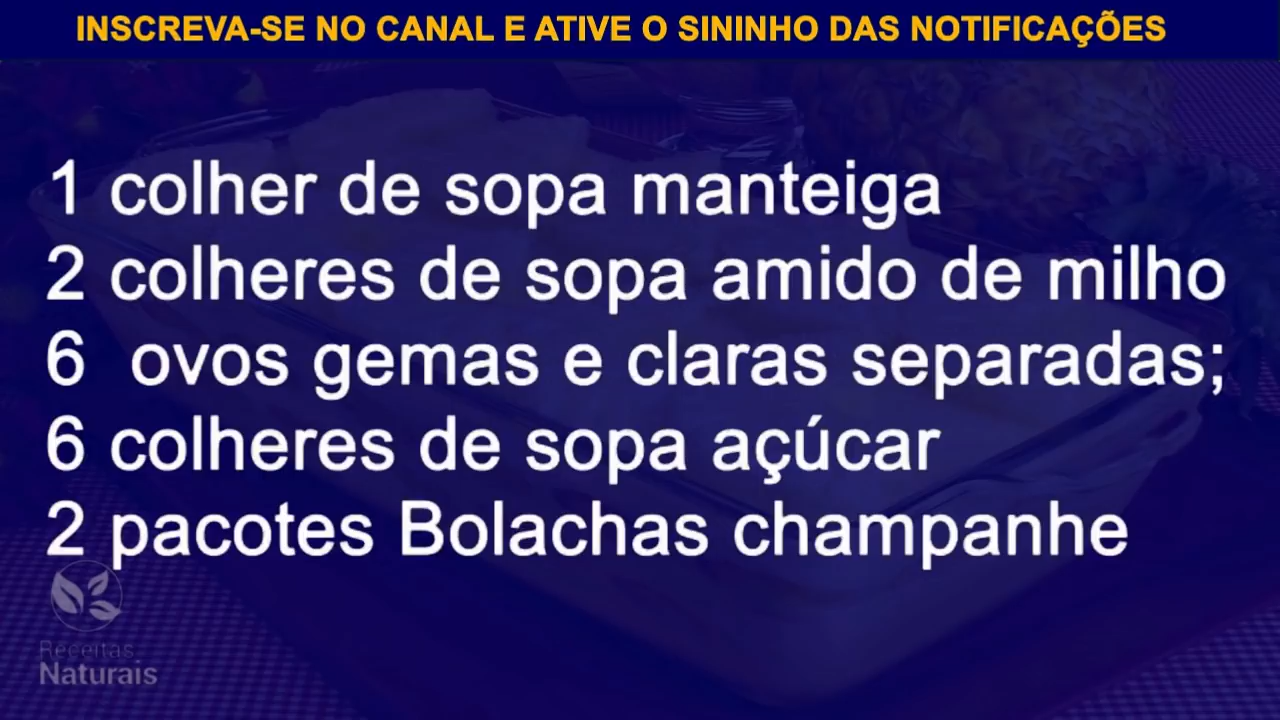 INSCREVA-SE NO CANAL E ATIVE O SININHO DAS NOTIFICAÇÕES
1 colher de sopa manteiga
2 colheres de sopa amido de milho
6  ovos gemas e claras separadas;
6 colheres de sopa açúcar
2 pacotes Bolachas champanhe
Receitas
Naturais